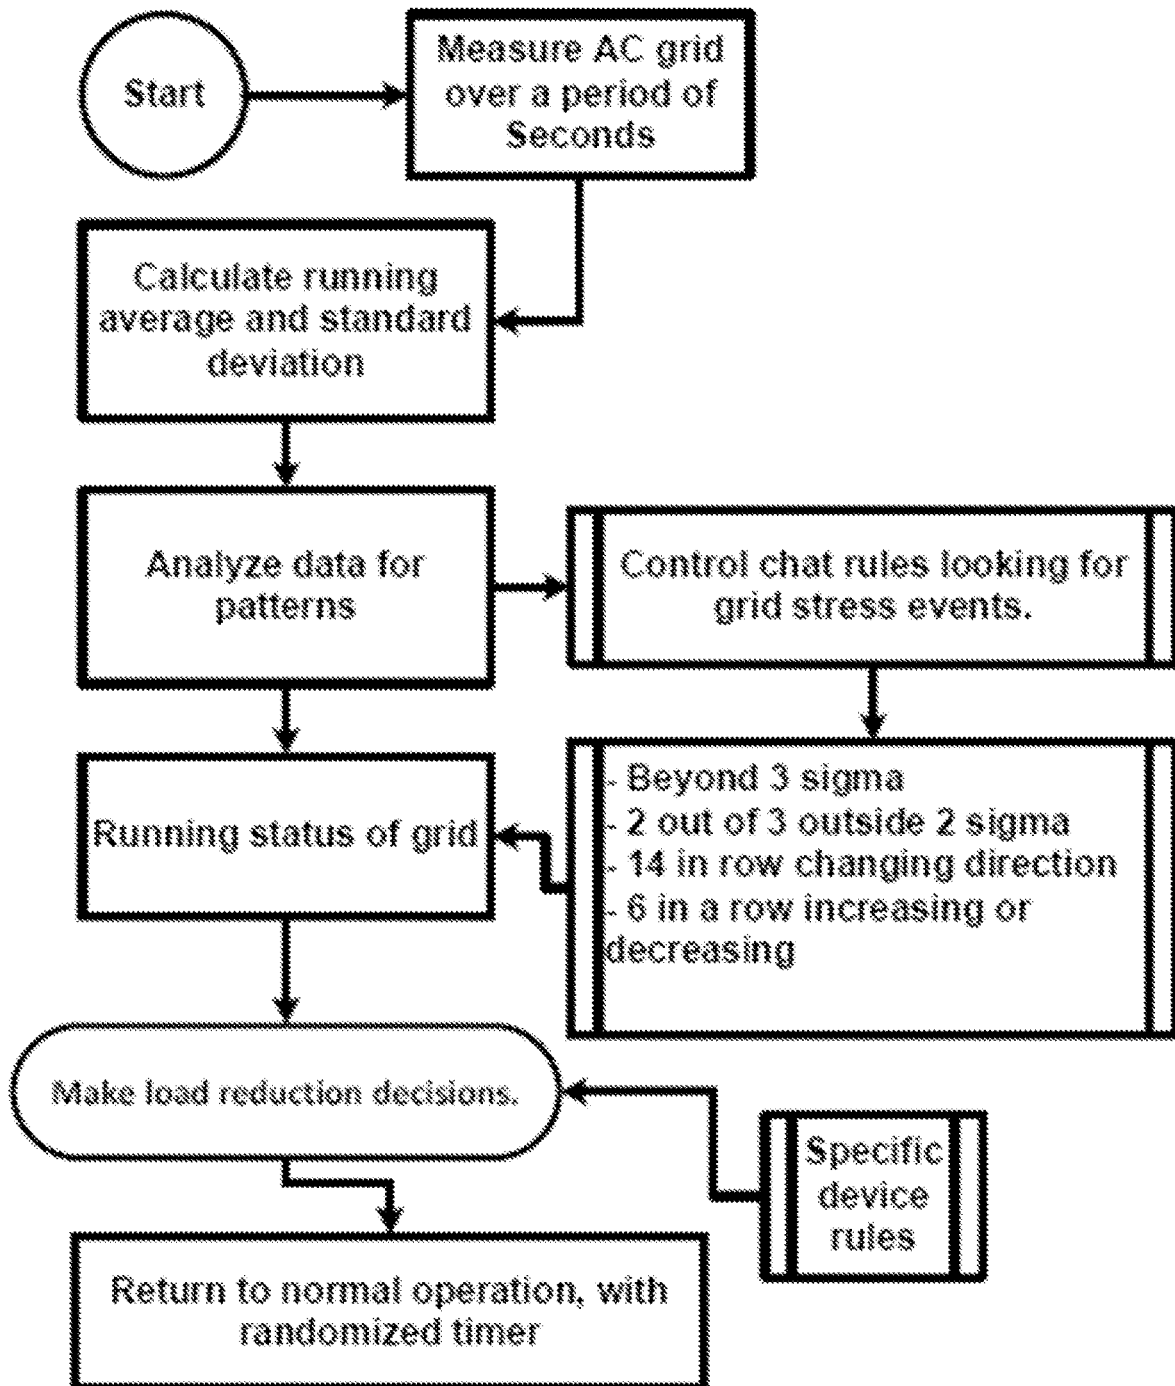 Start
Measure AC grid
over a period of
Seconds
Calculate running
average and standard
deviation
Analyze data for
patterns
Control chat rules looking for
grid stress events.
Running status of grid
- Beyond 3 sigma
- 2 out of 3 outside 2 sigma
- 14 in row changing direction
- 6 in a row increasing or
decreasing
Make load reduction decisions.
Specific
device
rules
Return to normal operation, with
randomized timer